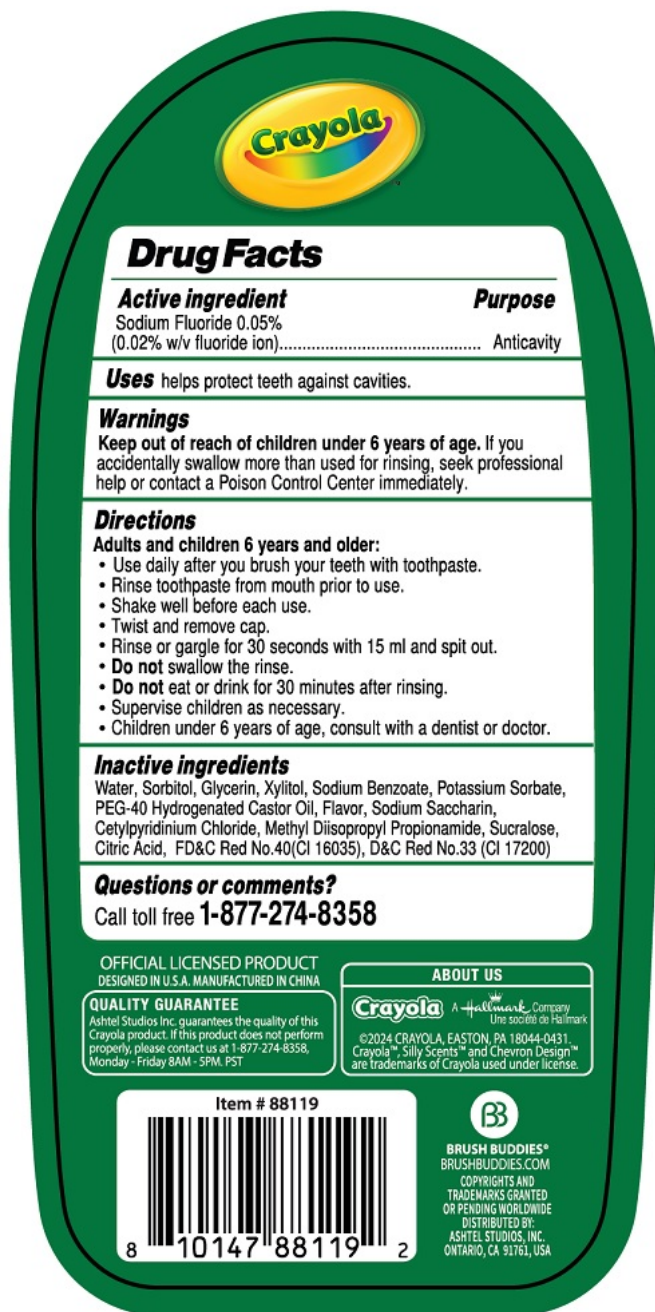 Crayola
Drug Facts
Active ingredient Purpose
Sodium Fluoride 0.05%
(0.02% w/v fluoride ion)............................................ Anticavity
Uses helps protect teeth against cavities.
Warnings
Keep out of reach of children under 6 years of age. If you
accidentally swallow more than used for rinsing, seek professional
help or contact a Poison Control Center immediately.
Directions
Adults and children 6 years and older:
• Use daily after you brush your teeth with toothpaste.
• Rinse toothpaste from mouth prior to use.
• Shake well before each use.
• Twist and remove cap.
• Rinse or gargle for 30 seconds with 15 ml and spit out.
• Do not swallow the rinse.
• Do not eat or drink for 30 minutes after rinsing.
• Supervise children as necessary.
• Children under 6 years of age, consult with a dentist or doctor.
Inactive ingredients
Water, Sorbitol, Glycerin, Xylitol, Sodium Benzoate, Potassium Sorbate,
PEG-40 Hydrogenated Castor Oil, Flavor, Sodium Saccharin,
Cetylpyridinium Chloride, Methyl Diisopropyl Propionamide, Sucralose,
Citric Acid, FD&C Red No.40(CI 16035), D&C Red No.33 (CI 17200)
Questions or comments?
Call toll free 1-877-274-8358
OFFICIAL LICENSED PRODUCT
DESIGNED IN U.S.A. MANUFACTURED IN CHINA
QUALITY GUARANTEE
Ashtel Studios Inc. guarantees the quality of this
Crayola product. If this product does not perform
properly, please contact us at 1-877-274-8358,
Monday - Friday 8AM - 5PM. PST
ABOUT US
Crayola A Hallmark Company
Une société de Hallmark
©2024 CRAYOLA, EASTON, PA 18044-0431.
Crayola™, Silly Scents™ and Chevron Design™
are trademarks of Crayola used under license.
Item # 88119
8 10147 88119 2
BB
BRUSH BUDDIES®
BRUSHBUDDIES.COM
COPYRIGHTS AND
TRADEMARKS GRANTED
OR PENDING WORLDWIDE
DISTRIBUTED BY:
ASHTEL STUDIOS, INC.
ONTARIO, CA 91761, USA